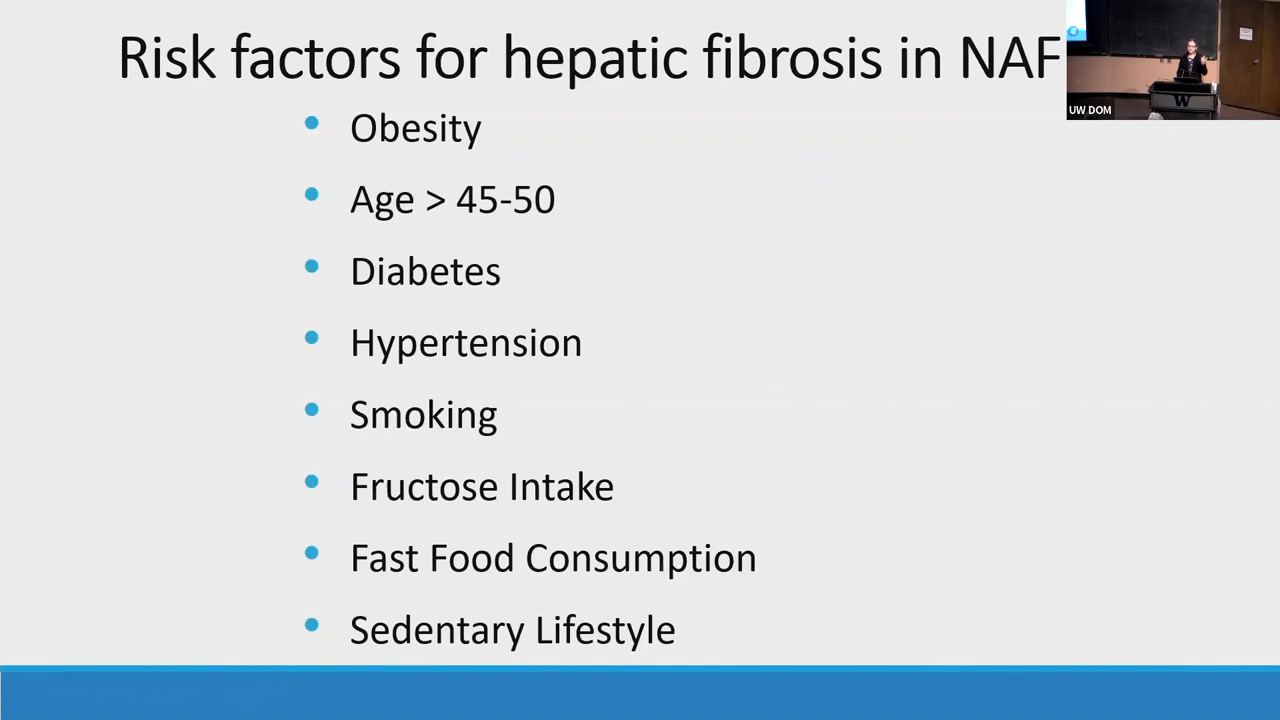 Risk factors for hepatic fibrosis in NAF
UW DOM
W
• Obesity
• Age > 45-50
• Diabetes
• Hypertension
• Smoking
• Fructose Intake
• Fast Food Consumption
• Sedentary Lifestyle